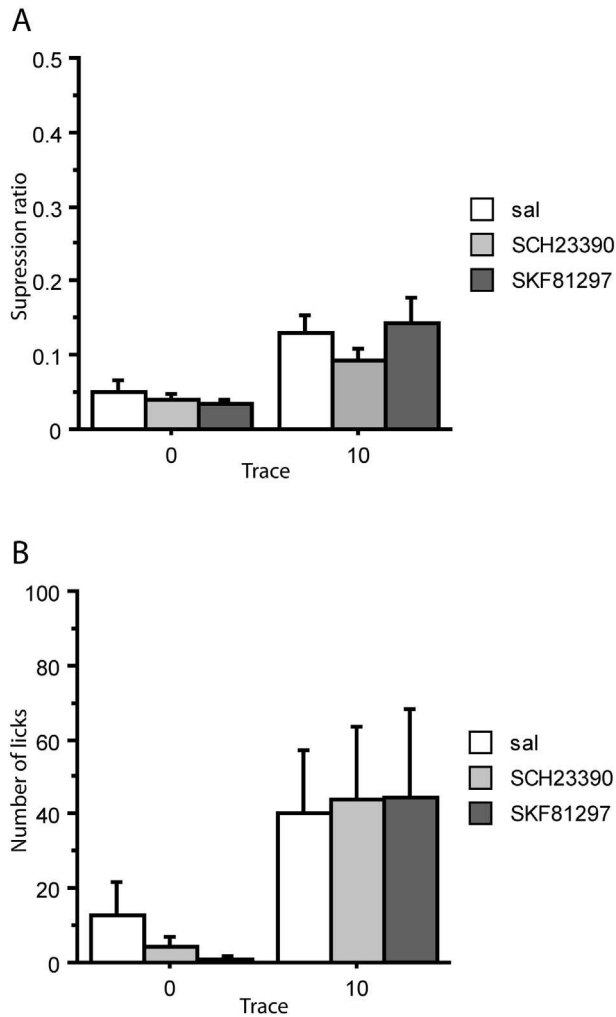 A
0.5
0.4
0.3
0.2
0.1
0
Supression ratio
0 10
Trace
sal
SCH23390
SKF81297
B
100
80
60
40
20
0
Number of licks
0 10
Trace
sal
SCH23390
SKF81297